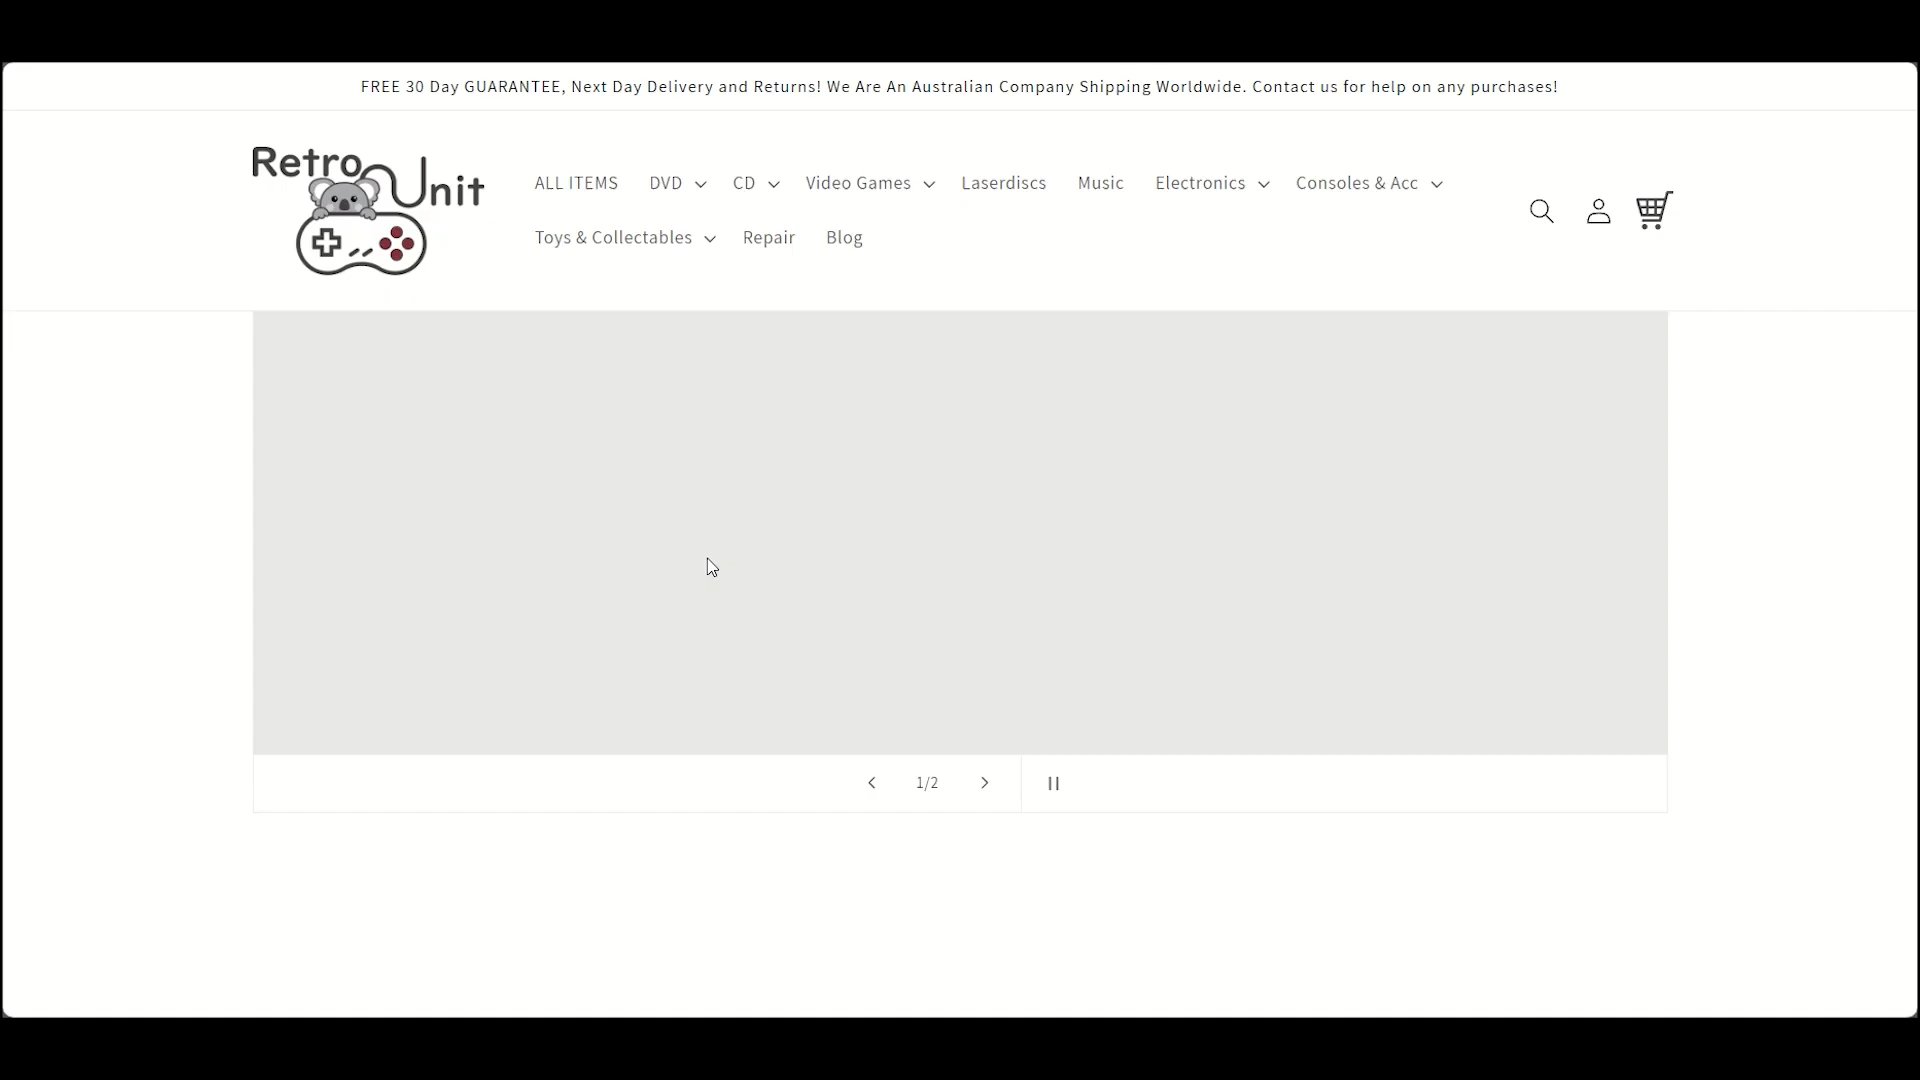 FREE 30 Day GUARANTEE, Next Day Delivery and Returns! We Are An Australian Company Shipping Worldwide. Contact us for help on any purchases!
Retro Unit
ALL ITEMS DVD CD Video Games Laserdiscs Music Electronics Consoles & Acc
Toys & Collectables Repair Blog
1/2